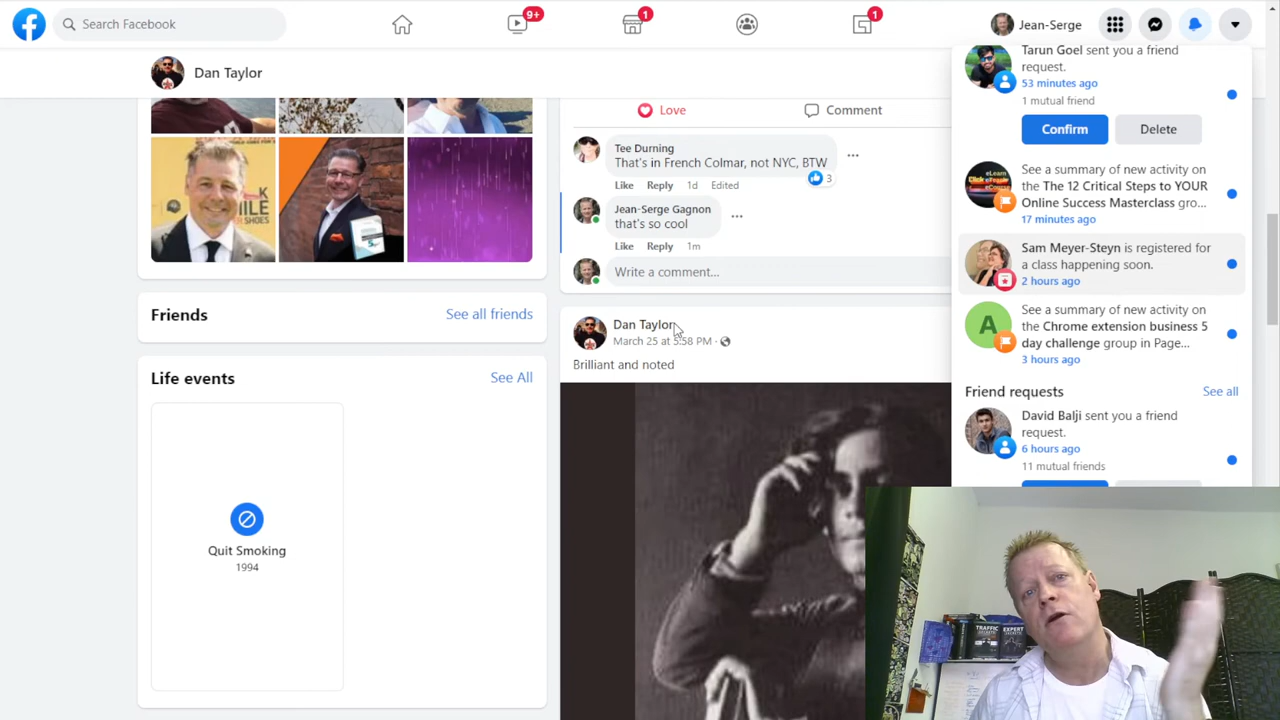 Search Facebook
9+
1
1
Jean-Serge
Dan Taylor
Love
Comment
Tee Durning
That's in French Colmar, not NYC, BTW
3
Like Reply 1d Edited
Jean-Serge Gagnon
that's so cool
Like Reply 1m
Write a comment...
Friends
See all friends
Life events
See All
Quit Smoking
1994
Dan Taylor
March 25 at 5:58 PM ·
Brilliant and noted
Tarun Goel sent you a friend
request.
53 minutes ago
1 mutual friend
Confirm
Delete
See a summary of new activity on
the The 12 Critical Steps to YOUR
Online Success Masterclass gro...
17 minutes ago
Sam Meyer-Steyn is registered for
a class happening soon.
2 hours ago
A
See a summary of new activity on
the Chrome extension business 5
day challenge group in Page...
3 hours ago
Friend requests
See all
David Balji sent you a friend
request.
6 hours ago
11 mutual friends
TRAFFIC
SECRETS
EXPERT
SECRETS